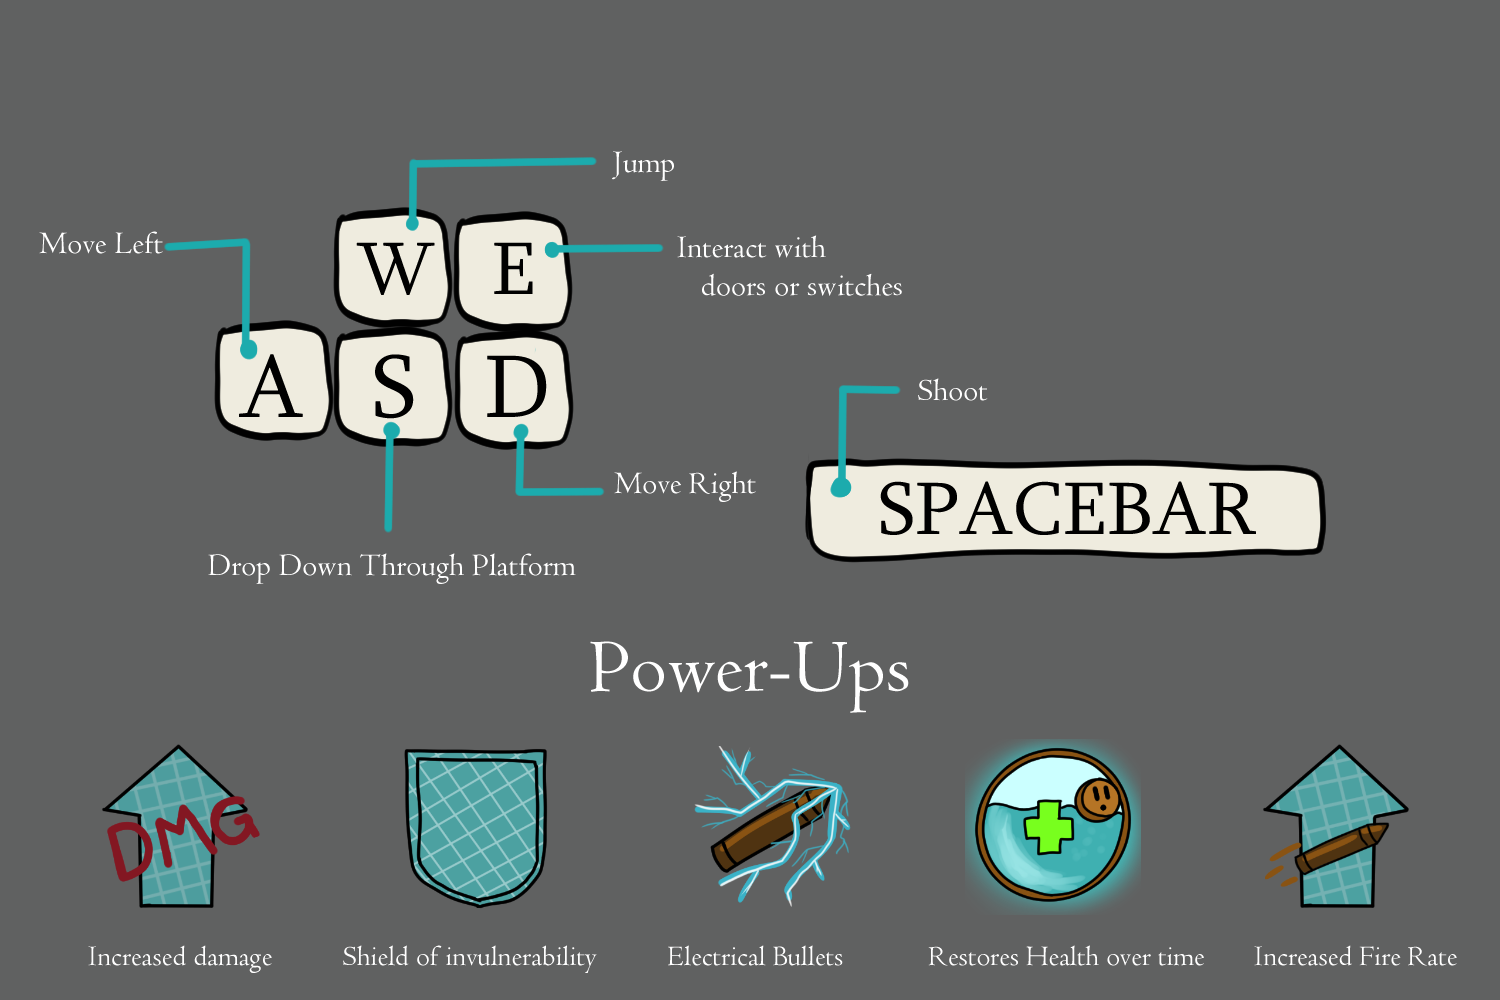 Jump
Move Left
W
E
Interact with
doors or switches
A
S
D
Shoot
Move Right
SPACEBAR
Drop Down Through Platform
Power-Ups
DMG
Increased damage
Shield of invulnerability
Electrical Bullets
Restores Health over time
Increased Fire Rate